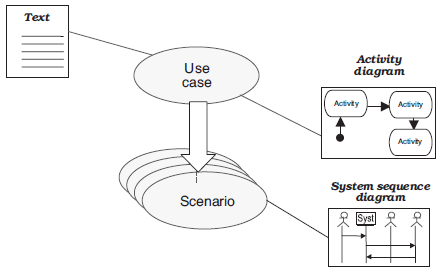 Text
Use
case
Activity
diagram
Activity
Activity
Activity
Scenario
System sequence
diagram
Syst